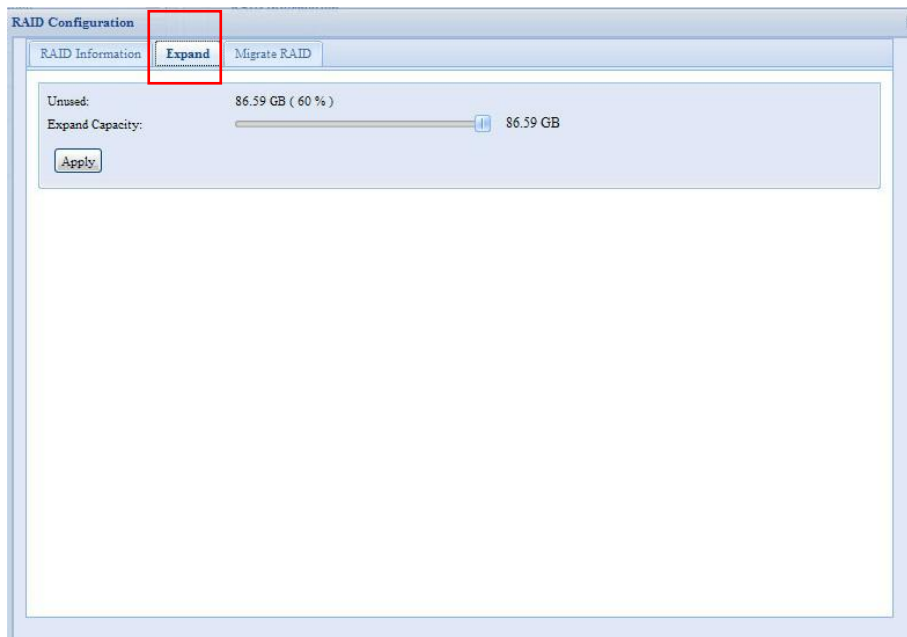 RAID Configuration
RAID Information Expand Migrate RAID
Unused: 86.59 GB ( 60 % )
Expand Capacity: 86.59 GB
Apply